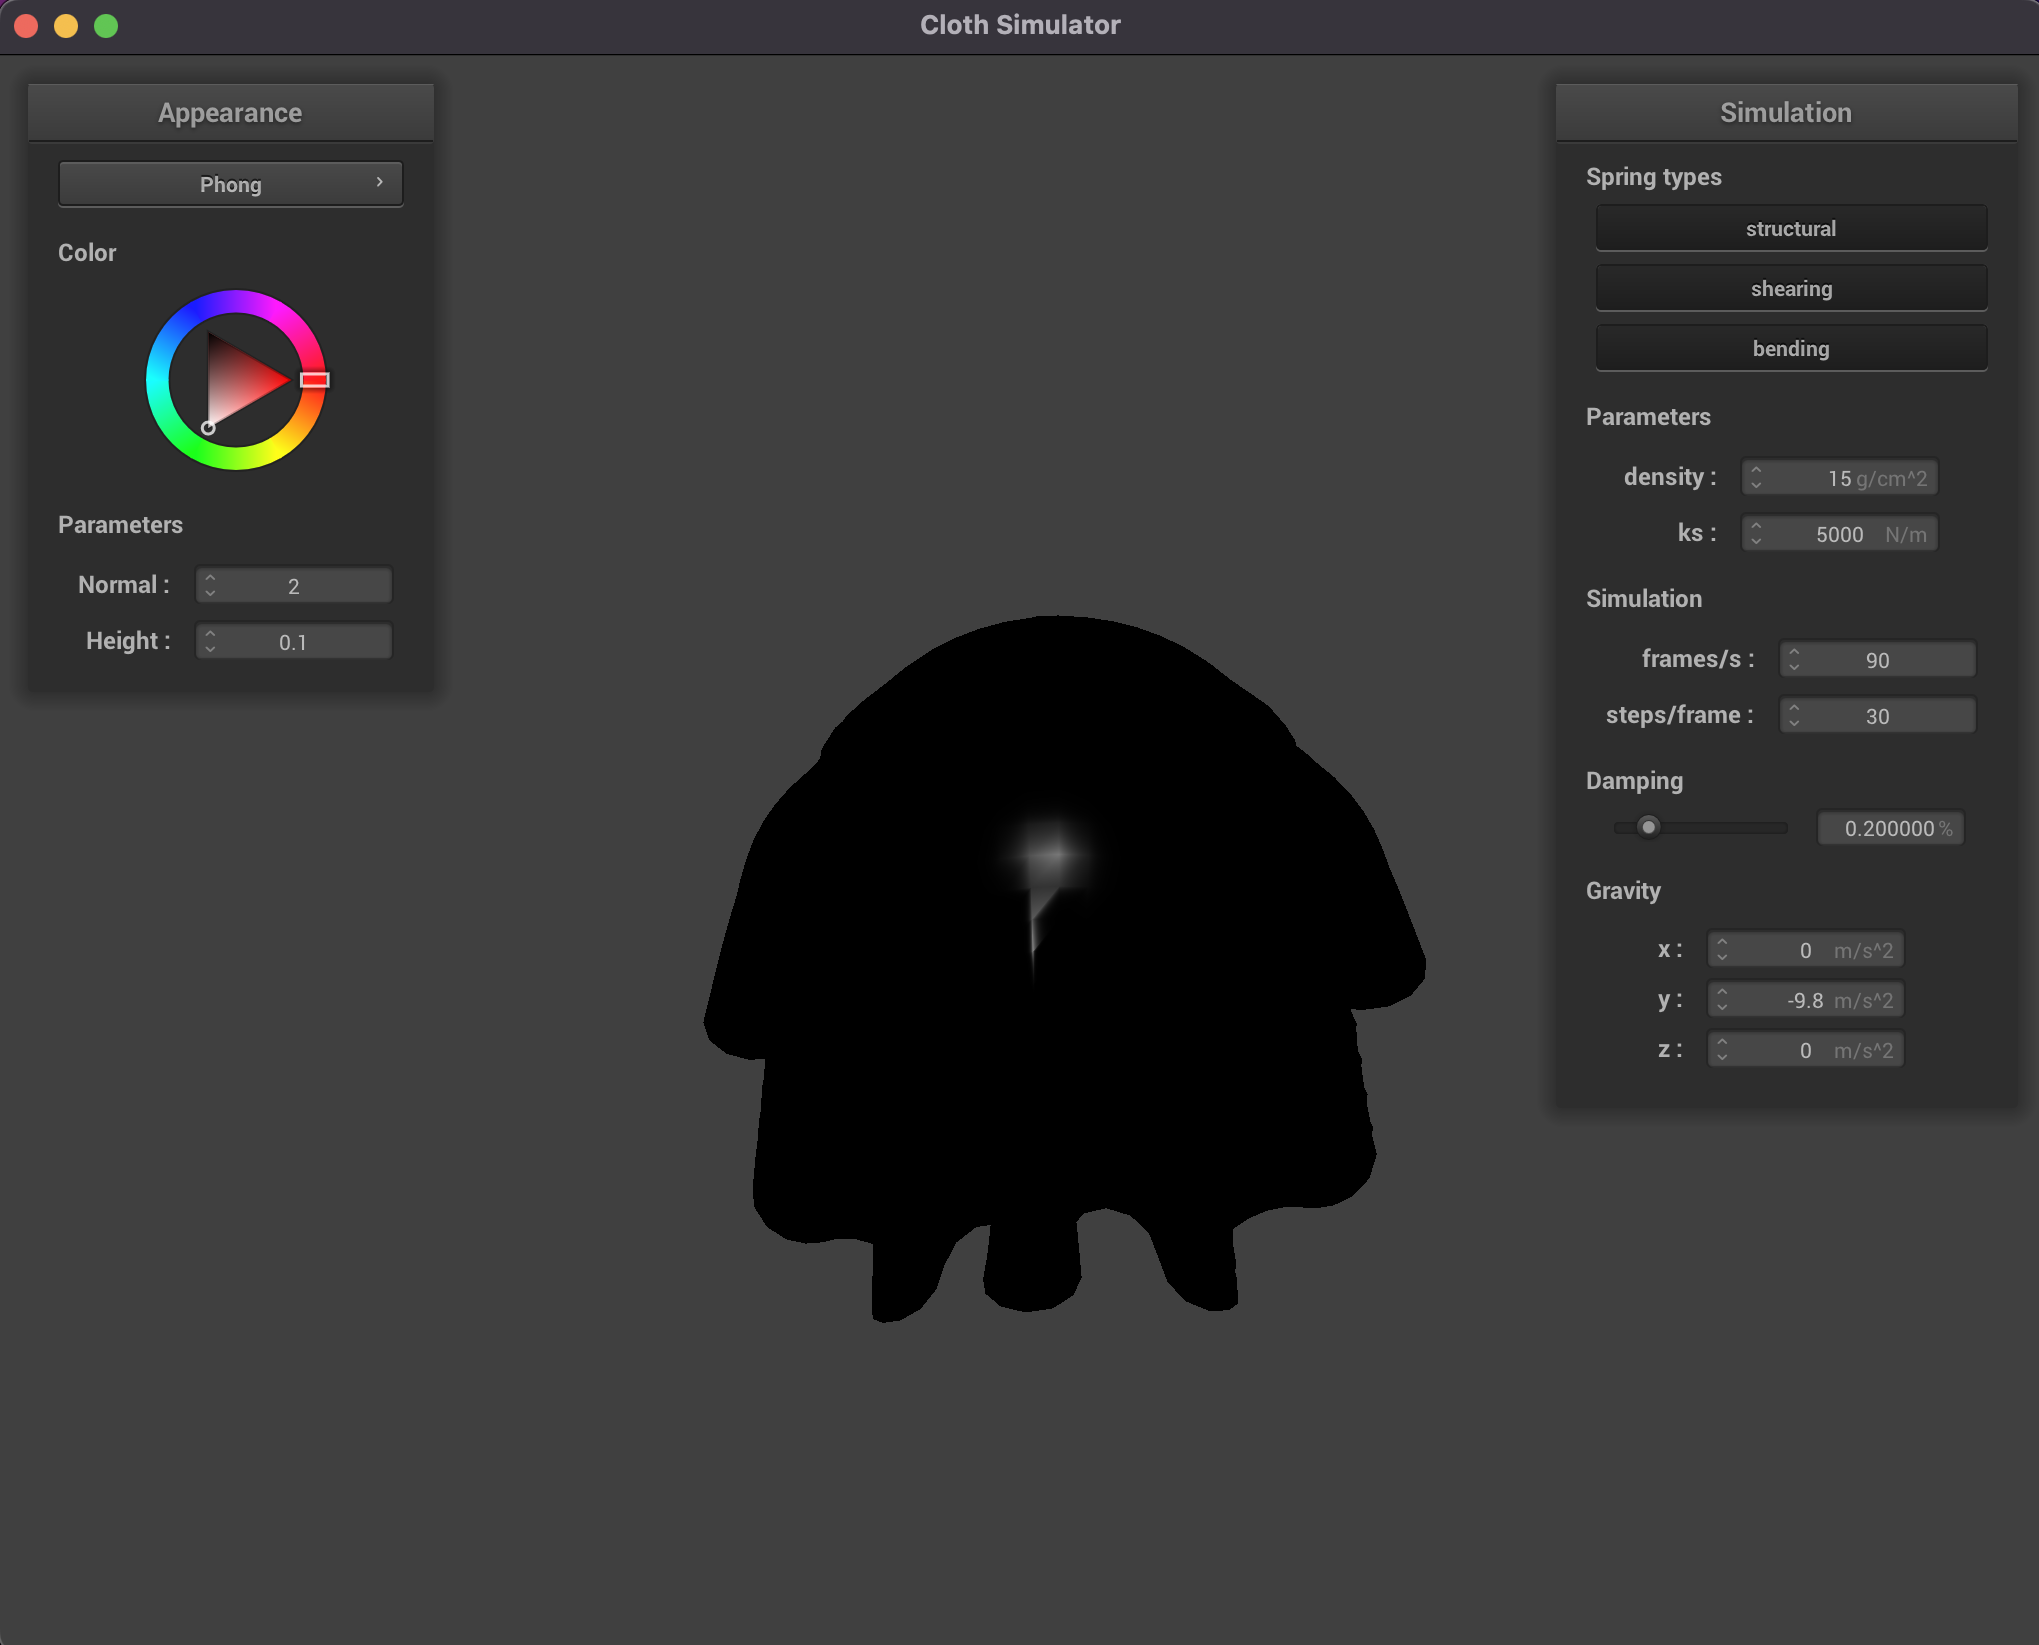 Cloth Simulator
Appearance
Phong
Color
Parameters
Normal : 2
Height : 0.1
Simulation
Spring types
structural
shearing
bending
Parameters
density : 15 g/cm^2
ks : 5000 N/m
Simulation
frames/s : 90
steps/frame : 30
Damping
0.200000 %
Gravity
x : 0 m/s^2
y : -9.8 m/s^2
z : 0 m/s^2